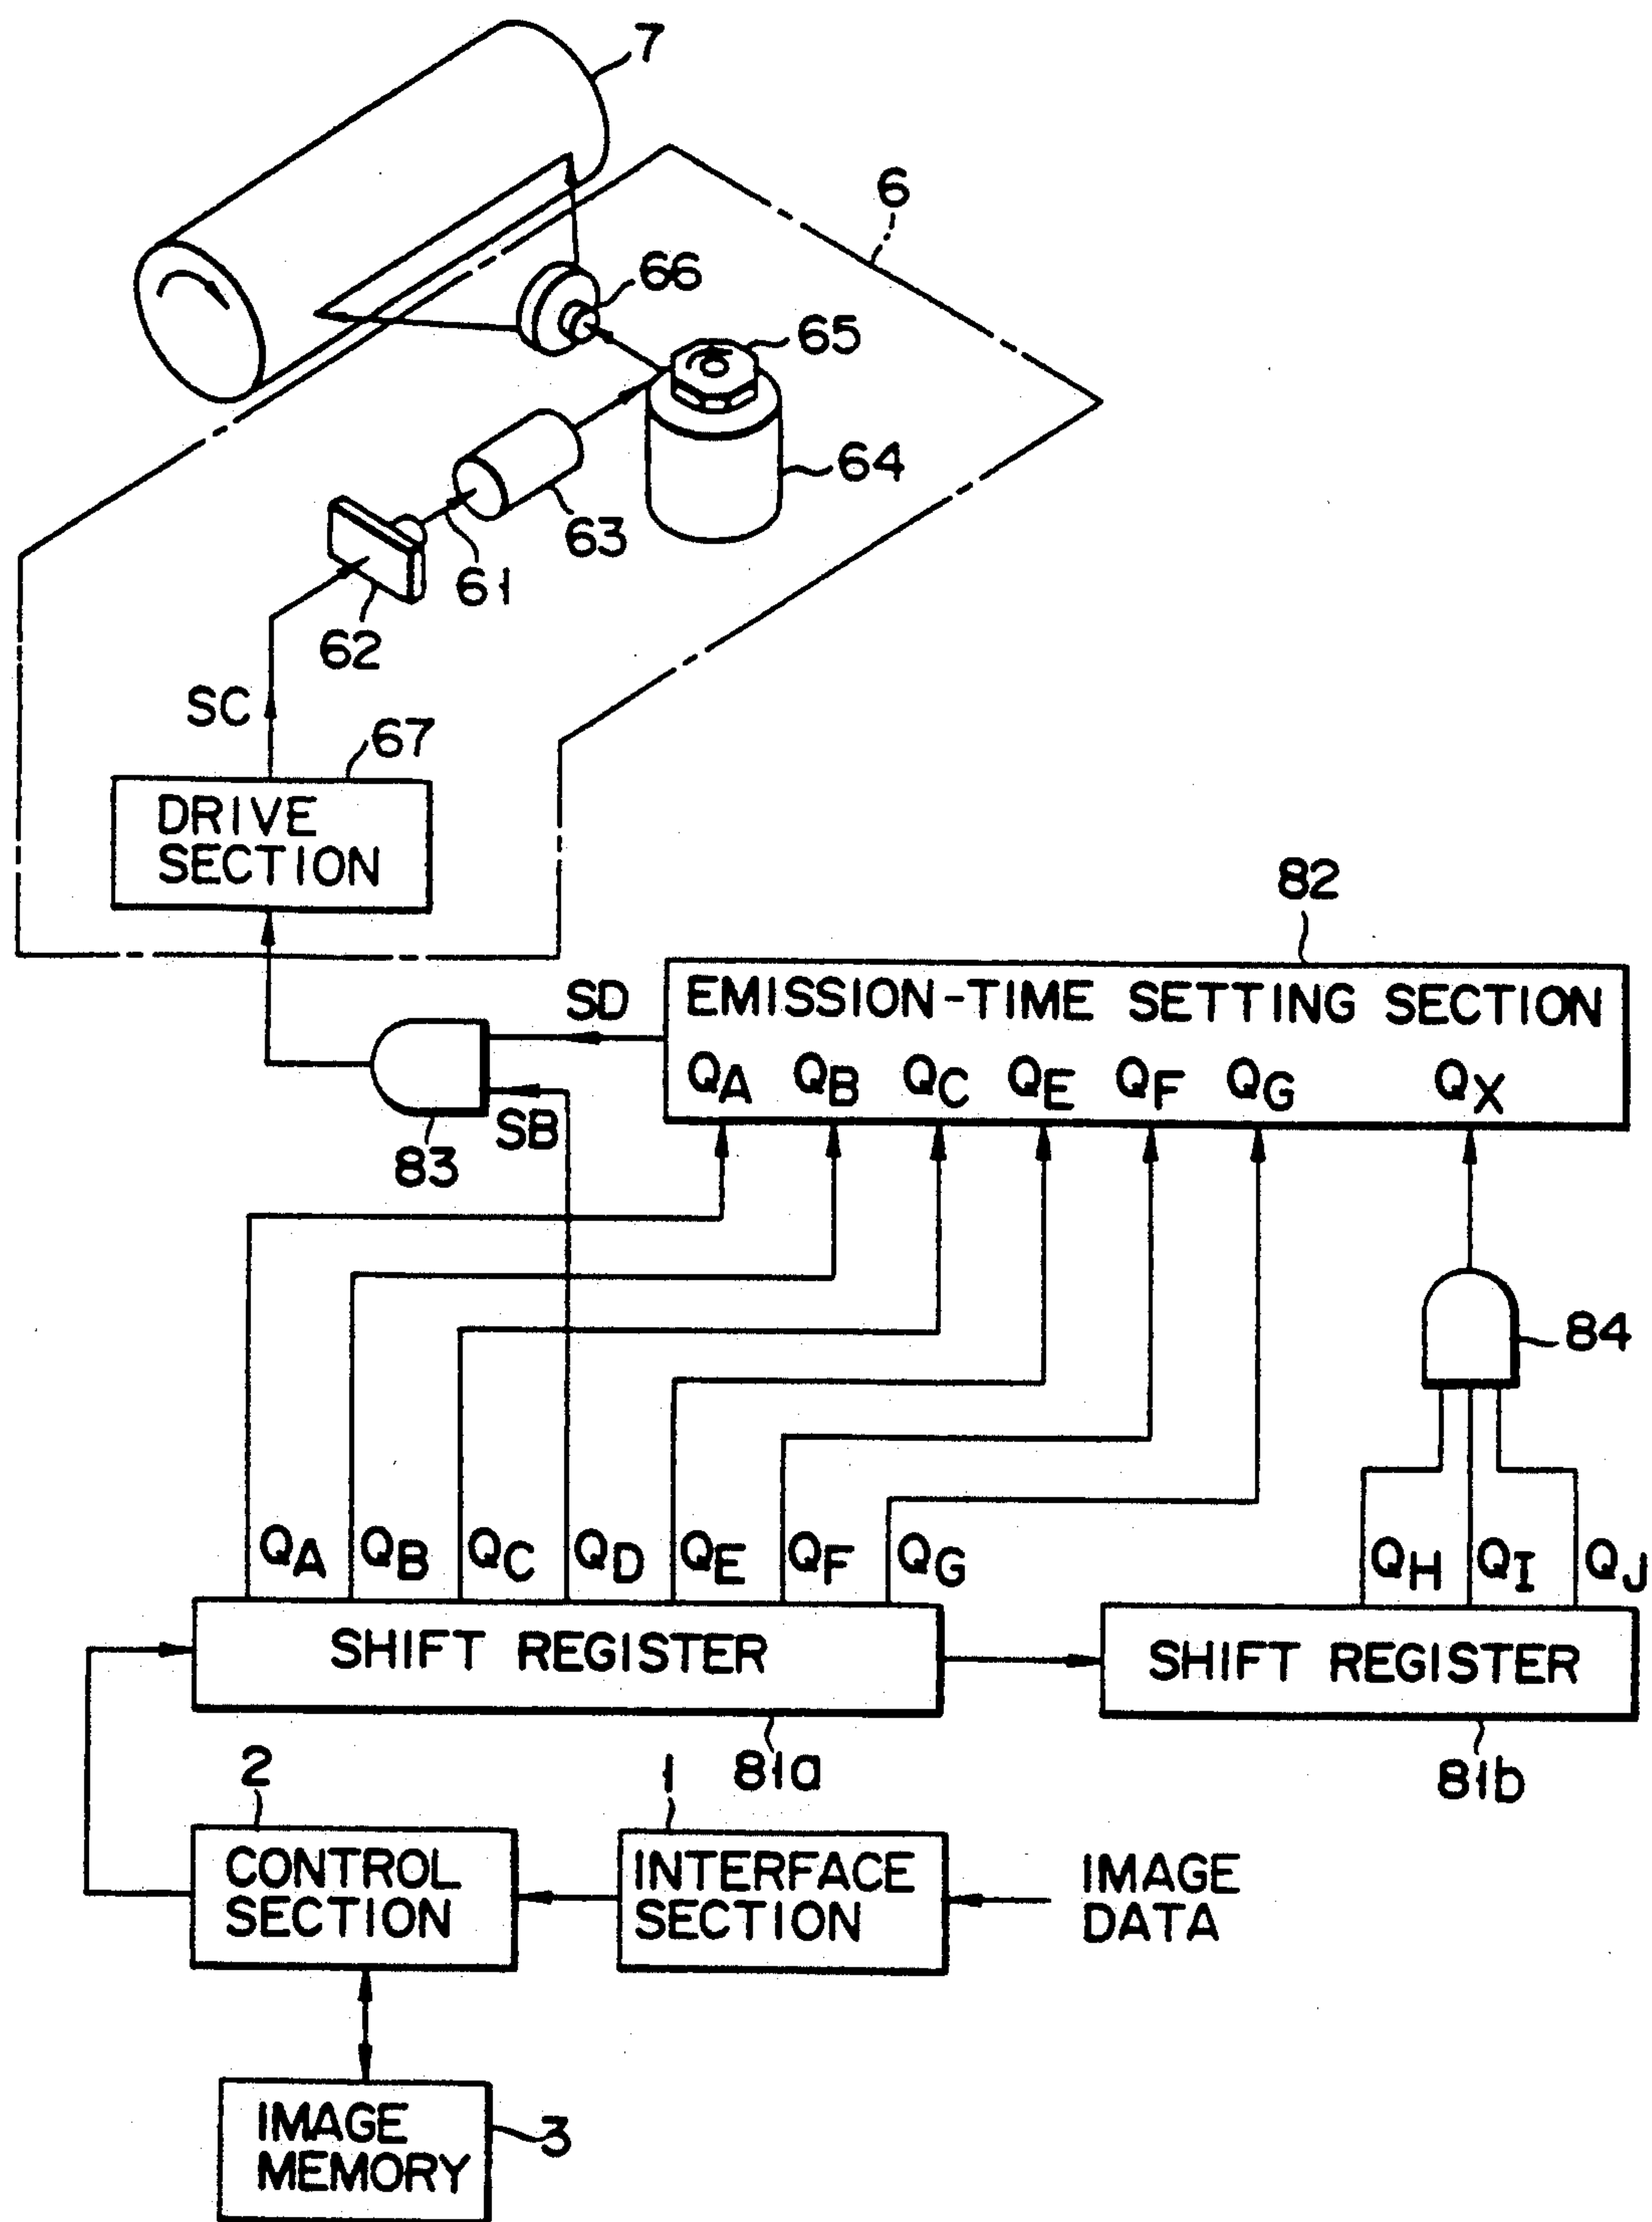 7
6
66
65
64
63
61
62
SC
67
DRIVE
SECTION
82
SD
EMISSION-TIME SETTING SECTION
QA QB QC QE QF QG QX
SB
83
84
QA QB QC QD QE QF QG QH QI QJ
SHIFT REGISTER
SHIFT REGISTER
81a
81b
2
1
CONTROL
SECTION
INTERFACE
SECTION
IMAGE
DATA
IMAGE
MEMORY
3